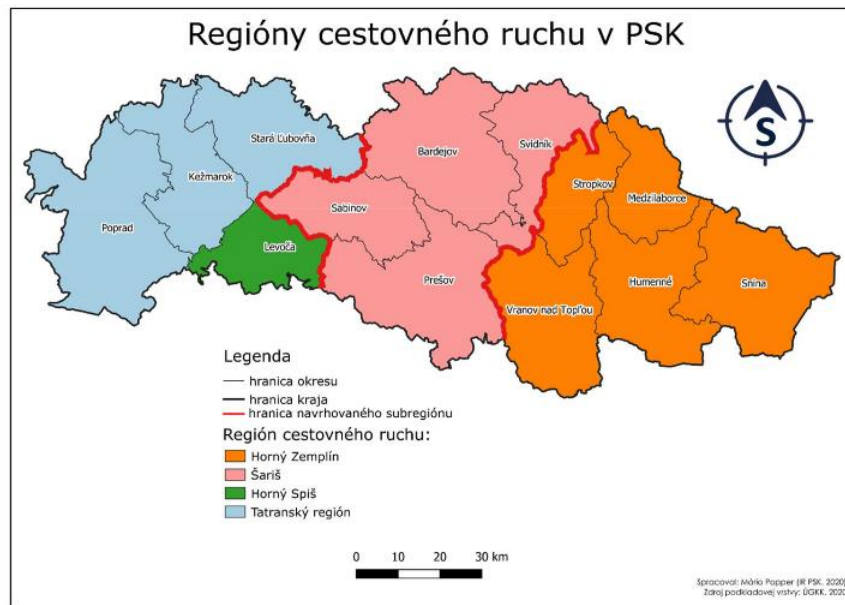 Regióny cestovného ruchu v PSK
S
Stará Ľubovňa
Bardejov
Svidník
Kežmarok
Stropkov
Medzilaborce
Sabinov
Poprad
Levoča
Prešov
Humenné
Snina
Vranov nad Topľou
Legenda
hranica okresu
hranica kraja
hranica navrhovaného subregiónu
Región cestovného ruchu:
Horný Zemplín
Šariš
Horný Spiš
Tatranský región
0 10 20 30 km
Spracoval: Mário Popper (IR PSK, 2020)
Zdroj podkladovej vrstvy: ÚGKK, 2020